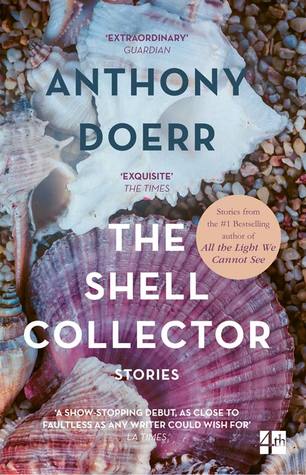 'EXTRAORDINARY'
GUARDIAN
ANTHONY
DOERR
'EXQUISITE'
THE TIMES
Stories from
the #1 Bestselling
author of
All the Light We
Cannot See
THE
SHELL
COLLECTOR
STORIES
'A SHOW-STOPPING DEBUT, AS CLOSE TO
FAULTLESS AS ANY WRITER COULD WISH FOR'
LA TIMES
4th